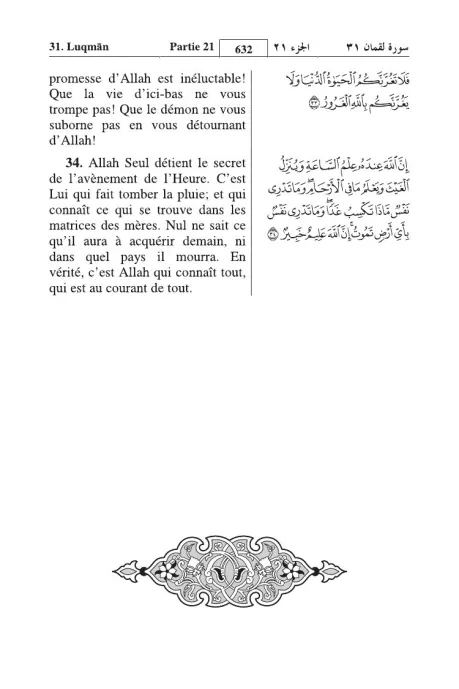 31. Luqmān Partie 21 632 الجزء ٢١ سورة لقمان ٣١
promesse d’Allah est inéluctable!
Que la vie d’ici-bas ne vous
trompe pas! Que le démon ne vous
suborne pas en vous détournant
d’Allah!
34. Allah Seul détient le secret
de l’avènement de l’Heure. C’est
Lui qui fait tomber la pluie; et qui
connaît ce qui se trouve dans les
matrices des mères. Nul ne sait ce
qu’il aura à acquérir demain, ni
dans quel pays il mourra. En
vérité, c’est Allah qui connaît tout,
qui est au courant de tout.
فَلَا تَغُرَّنَّكُمُ ٱلْحَيَوٰةُ ٱلدُّنْيَا وَلَا
يَغُرَّنَّكُم بِٱللَّهِ ٱلْغَرُورُ ٣٣
إِنَّ ٱللَّهَ عِندَهُۥ عِلْمُ ٱلسَّاعَةِ وَيُنَزِّلُ
ٱلْغَيْثَ وَيَعْلَمُ مَا فِى ٱلْأَرْحَامِ ۖ وَمَا تَدْرِى
نَفْسٌ مَّاذَا تَكْسِبُ غَدًا ۖ وَمَا تَدْرِى نَفْسٌۢ
بِأَىِّ أَرْضٍ تَمُوتُ ۚ إِنَّ ٱللَّهَ عَلِيمٌ خَبِيرٌۢ ٣٤